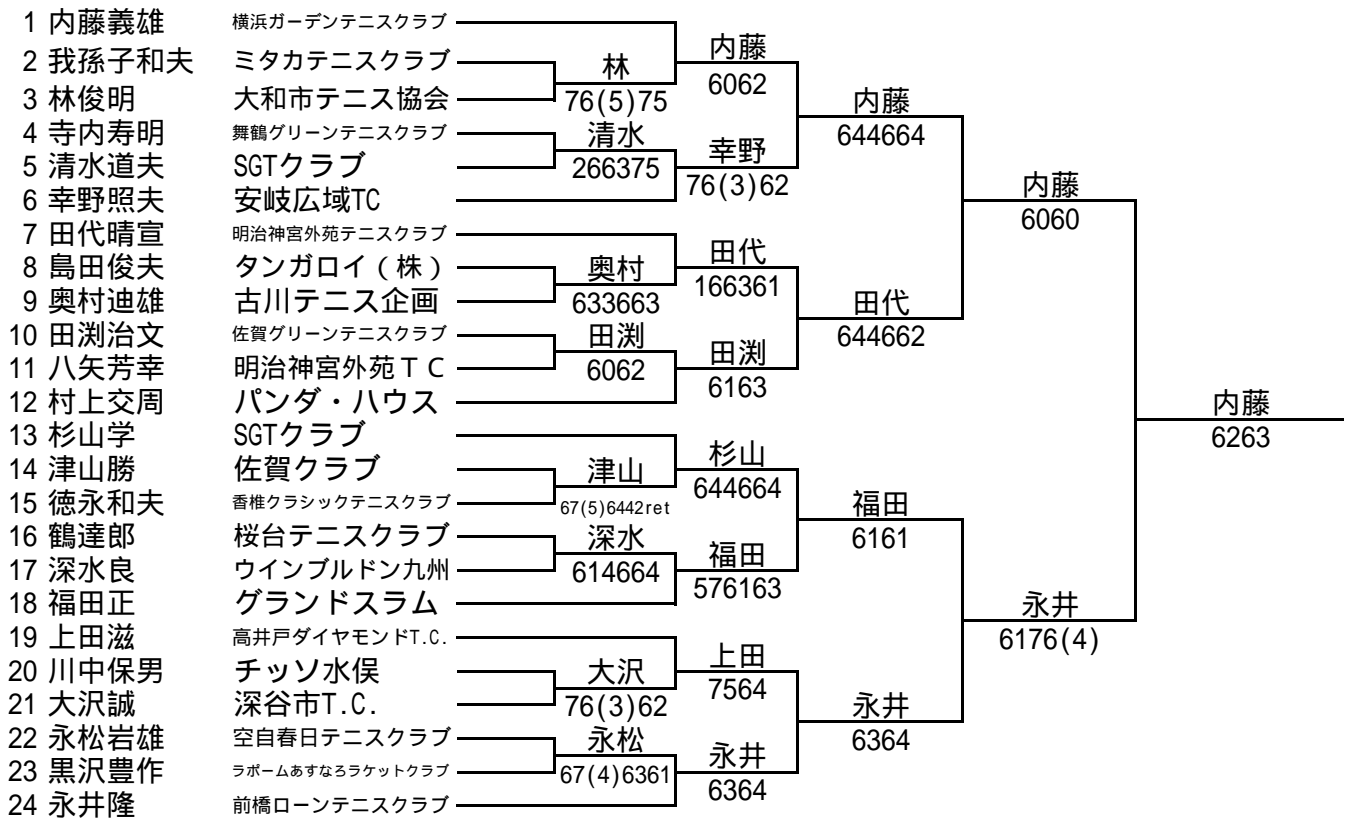 1 内藤義雄 横浜ガーデンテニスクラブ
2 我孫子和夫 ミタカテニスクラブ
3 林俊明 大和市テニス協会
4 寺内寿明 舞鶴グリーンテニスクラブ
5 清水道夫 SGTクラブ
6 幸野照夫 安岐広域TC
7 田代晴宣 明治神宮外苑テニスクラブ
8 島田俊夫 タンガロイ(株)
9 奥村迪雄 古川テニス企画
10 田渕治文 佐賀グリーンテニスクラブ
11 八矢芳幸 明治神宮外苑TC
12 村上交周 パンダ・ハウス
13 杉山学 SGTクラブ
14 津山勝 佐賀クラブ
15 徳永和夫 香椎クラシックテニスクラブ
16 鶴達郎 桜台テニスクラブ
17 深水良 ウインブルドン九州
18 福田正 グランドスラム
19 上田滋 高井戸ダイヤモンドT.C.
20 川中保男 チッソ水俣
21 大沢誠 深谷市T.C.
22 永松岩雄 空自春日テニスクラブ
23 黒沢豊作 ラポームあすなろラケットクラブ
24 永井隆 前橋ローンテニスクラブ
林
76(5)75
清水
266375
奥村
633663
田渕
6062
津山
67(5)6442ret
深水
614664
大沢
76(3)62
永松
67(4)6361
内藤
6062
幸野
76(3)62
田代
166361
田渕
6163
杉山
644664
福田
576163
上田
7564
永井
6364
内藤
644664
田代
644662
福田
6161
永井
6364
内藤
6060
永井
6176(4)
内藤
6263